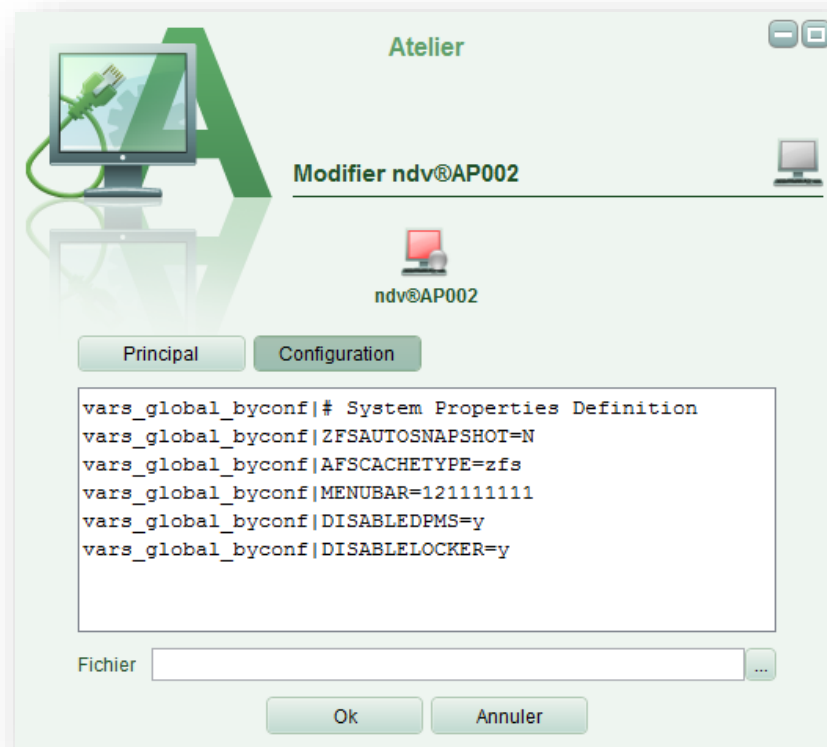 Atelier
Modifier ndv®AP002
ndv®AP002
Principal
Configuration
vars_global_byconf|# System Properties Definition
vars_global_byconf|ZFSAUTOSNAPSHOT=N
vars_global_byconf|AFSCACHETYPE=zfs
vars_global_byconf|MENUBAR=121111111
vars_global_byconf|DISABLEDPMS=y
vars_global_byconf|DISABLELOCKER=y
Fichier
...
Ok
Annuler